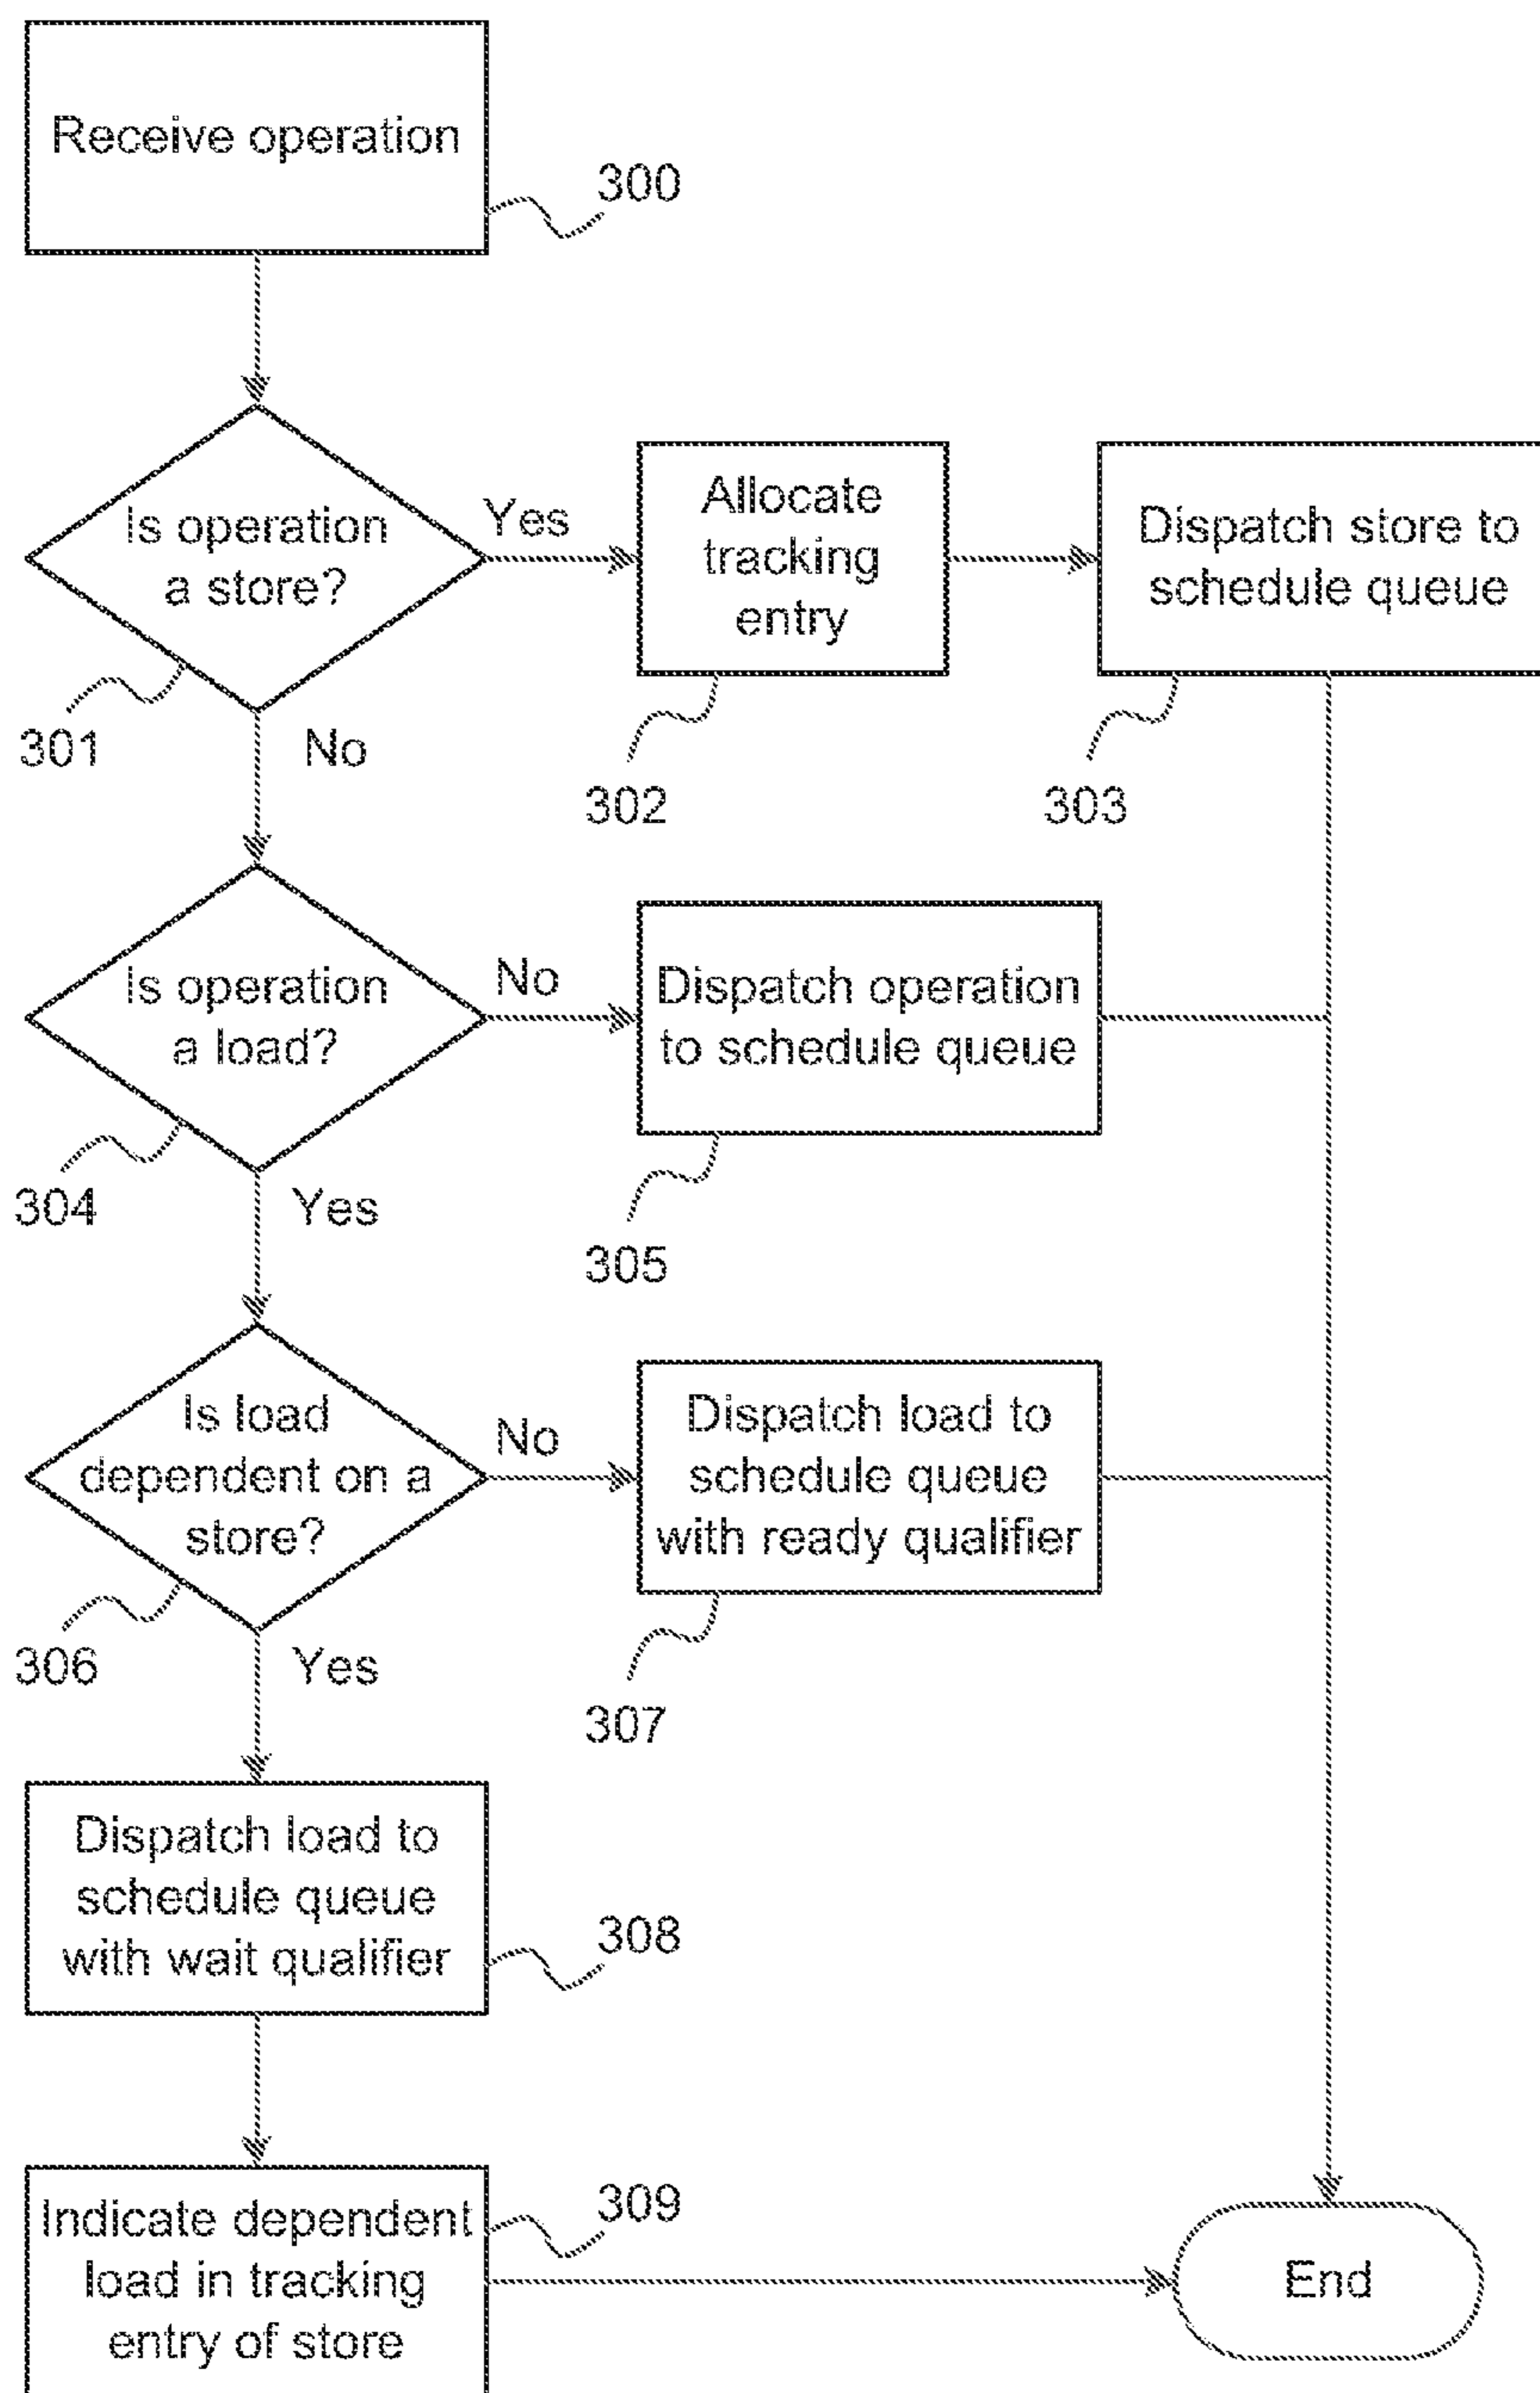 Receive operation
300
Is operation
a store?
Yes
301
No
Allocate
tracking
entry
302
Dispatch store to
schedule queue
303
Is operation
a load?
No
304
Yes
Dispatch operation
to schedule queue
305
Is load
dependent on a
store?
No
306
Yes
Dispatch load to
schedule queue
with ready qualifier
307
Dispatch load to
schedule queue
with wait qualifier
308
Indicate dependent
load in tracking
entry of store
309
End